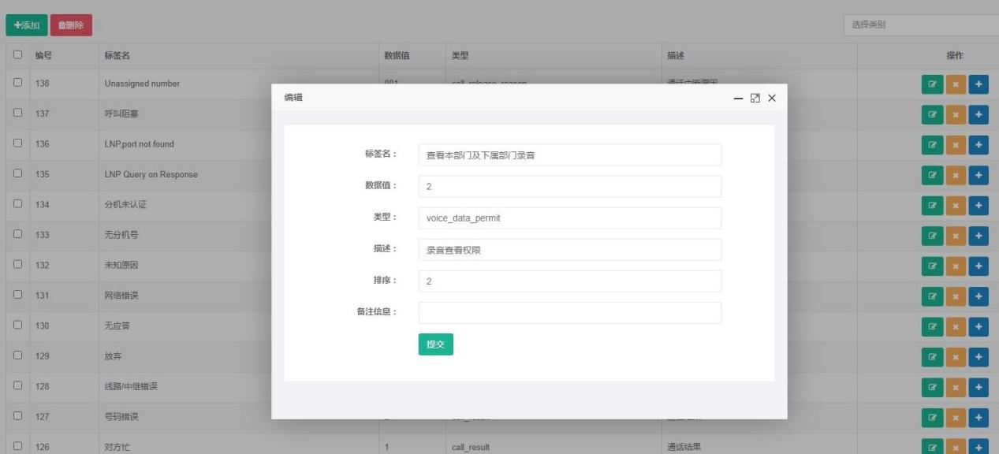 添加 删除 选择类别
编号 标签名 数据值 类型 描述 操作
138 Unassigned number 001 call_release_reason 通话中断原因
编辑
137 呼叫阻塞
136 LNP,port not found
标签名： 查看本部门及下属部门录音
135 LNP Query on Response
数据值： 2
134 分机未认证
类型： voice_data_permit
133 无分机号
描述： 录音查看权限
132 未知原因
排序： 2
131 网络错误
备注信息：
130 无应答
提交
129 放弃
128 线路/中继错误
127 号码错误
126 对方忙 1 call_result 通话结果